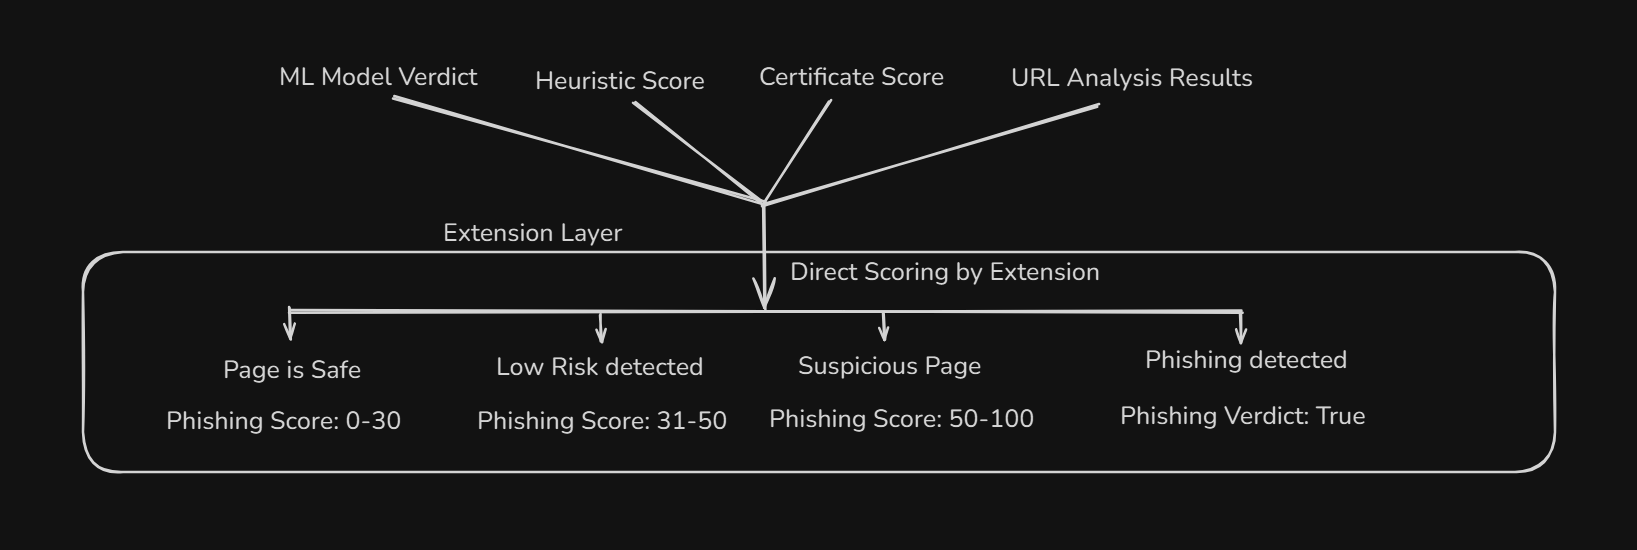 ML Model Verdict
Heuristic Score
Certificate Score
URL Analysis Results
Extension Layer
Direct Scoring by Extension
Page is Safe
Phishing Score: 0-30
Low Risk detected
Phishing Score: 31-50
Suspicious Page
Phishing Score: 50-100
Phishing detected
Phishing Verdict: True